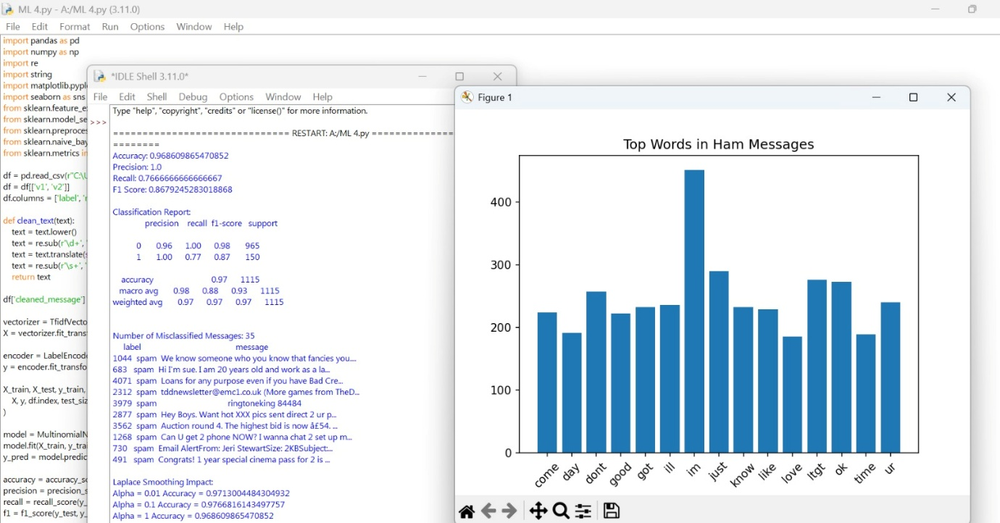 ML 4.py - A:/ML 4.py (3.11.0)
File Edit Format Run Options Window Help
import pandas as pd
import numpy as np
import re
import string
import matplotlib.pypl
import seaborn as sns
from sklearn.feature_e
from sklearn.model_se
from sklearn.preproces
from sklearn.naive_bay
from sklearn.metrics in
df = pd.read_csv(r"C:\U
df = df[['v1', 'v2']]
df.columns = ['label', 'r
def clean_text(text):
text = text.lower()
text = re.sub(r'\d+', '
text = text.translate(s
text = re.sub(r'\s+', '
return text
df['cleaned_message']
vectorizer = TfidfVecto
X = vectorizer.fit_trans
encoder = LabelEncod
y = encoder.fit_transfo
X_train, X_test, y_train,
X, y, df.index, test_siz
)
model = MultinomialN
model.fit(X_train, y_trai
y_pred = model.predic
accuracy = accuracy_sc
precision = precision_s
recall = recall_score(y_
f1 = f1_score(y_test, y_
*IDLE Shell 3.11.0*
File Edit Shell Debug Options Window Help
Type "help", "copyright", "credits" or "license()" for more information.
>>>
============================== RESTART: A:/ML 4.py ==============
========
Accuracy: 0.968609865470852
Precision: 1.0
Recall: 0.7666666666666667
F1 Score: 0.8679245283018868
Classification Report:
precision recall f1-score support
0 0.96 1.00 0.98 965
1 1.00 0.77 0.87 150
accuracy 0.97 1115
macro avg 0.98 0.88 0.93 1115
weighted avg 0.97 0.97 0.97 1115
Number of Misclassified Messages: 35
label message
1044 spam We know someone who you know that fancies you....
683 spam Hi I'm sue. I am 20 years old and work as a la...
4071 spam Loans for any purpose even if you have Bad Cre...
2312 spam tddnewsletter@emc1.co.uk (More games from TheD...
3979 spam ringtoneking 84484
2877 spam Hey Boys. Want hot XXX pics sent direct 2 ur p...
3562 spam Auction round 4. The highest bid is now å£54. ...
1268 spam Can U get 2 phone NOW? I wanna chat 2 set up m...
730 spam Email AlertFrom: Jeri StewartSize: 2KBSubject:...
491 spam Congrats! 1 year special cinema pass for 2 is ...
Laplace Smoothing Impact:
Alpha = 0.01 Accuracy = 0.9713004484304932
Alpha = 0.1 Accuracy = 0.9766816143497757
Alpha = 1 Accuracy = 0.968609865470852
Figure 1
Top Words in Ham Messages
400
300
200
100
0
come day dont good got ill im just know like love ltgt ok time ur